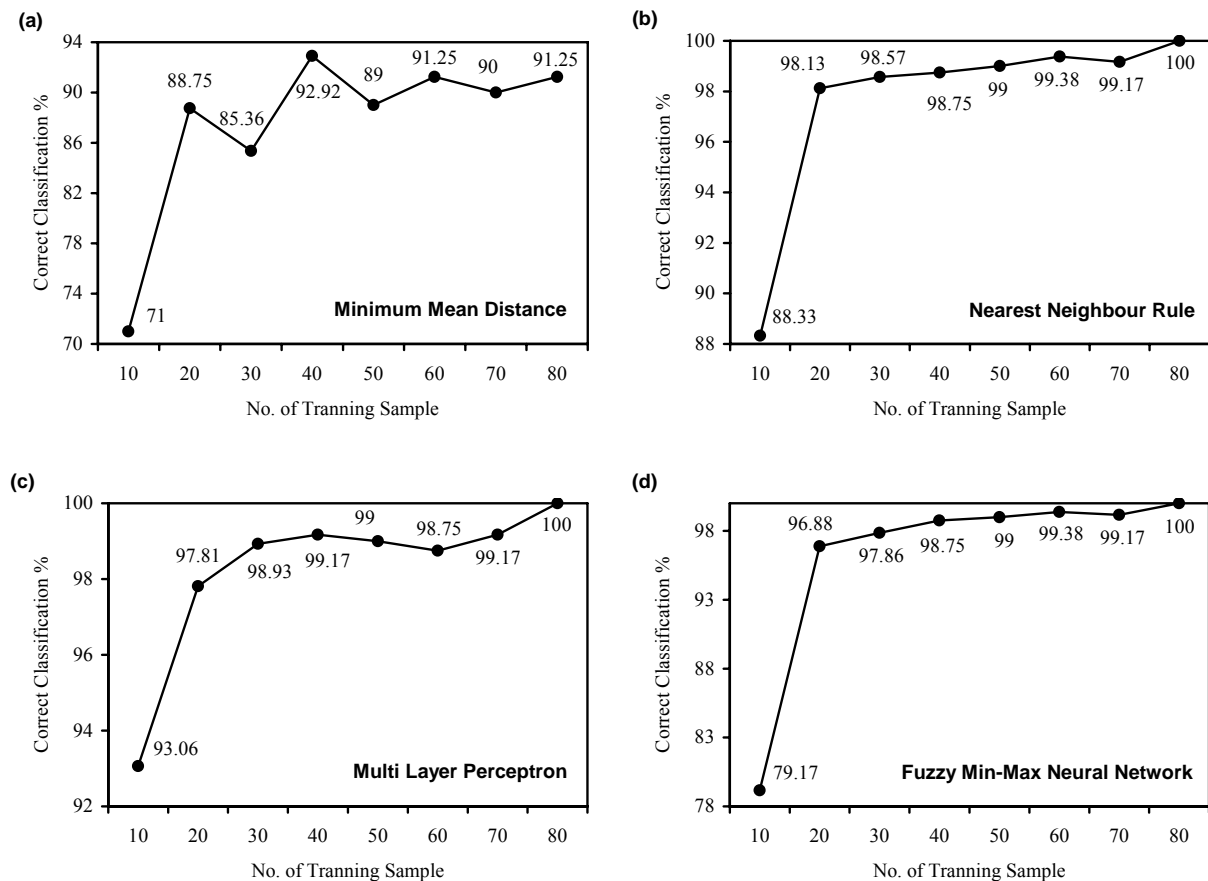 (a)
94
90
86
82
78
74
70
Correct Classification %
71
88.75
85.36
92.92
89
91.25
90
91.25
Minimum Mean Distance
10 20 30 40 50 60 70 80
No. of Tranning Sample
(b)
100
98
96
94
92
90
88
Correct Classification %
88.33
98.13
98.57
98.75
99
99.38
99.17
100
Nearest Neighbour Rule
10 20 30 40 50 60 70 80
No. of Tranning Sample
(c)
100
98
96
94
92
Correct Classification %
93.06
97.81
98.93
99.17
99
98.75
99.17
100
Multi Layer Perceptron
10 20 30 40 50 60 70 80
No. of Tranning Sample
(d)
98
93
88
83
78
Correct Classification %
79.17
96.88
97.86
98.75
99
99.38
99.17
100
Fuzzy Min-Max Neural Network
10 20 30 40 50 60 70 80
No. of Tranning Sample